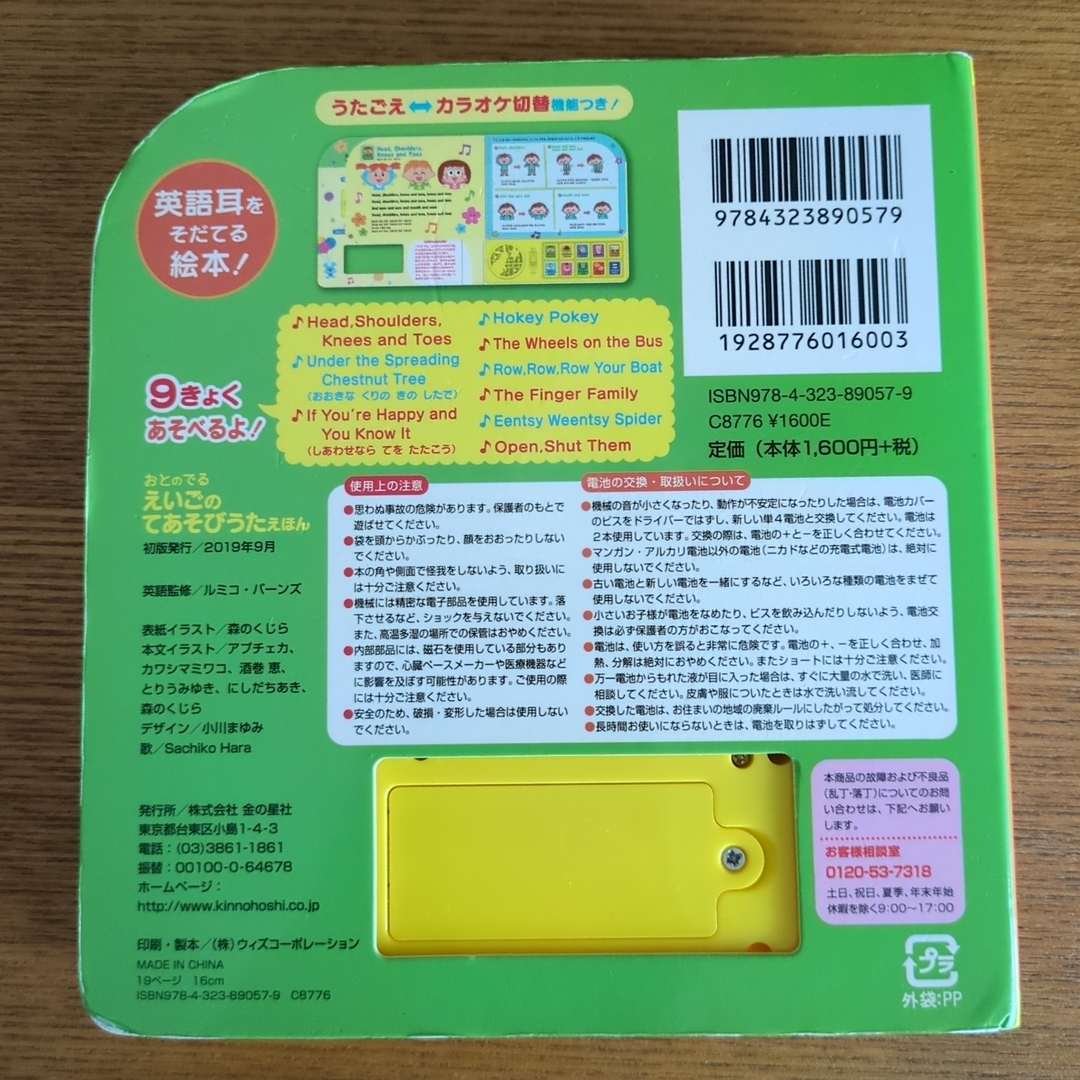 うたごえ⇔カラオケ切替機能つき！
英語耳を
そだてる
絵本！
Head, Shoulders,
Knees and Toes
9784323890579
1928776016003
ISBN978-4-323-89057-9
C8776 ¥1600E
定価（本体1,600円+税）
9きょく
あそべるよ！
♪Head,Shoulders,
Knees and Toes
♪Under the Spreading
Chestnut Tree
（おおきな くりの きの したで）
♪If You're Happy and
You Know It
（しあわせなら てを たたこう）
♪Hokey Pokey
♪The Wheels on the Bus
♪Row,Row,Row Your Boat
♪The Finger Family
♪Eentsy Weentsy Spider
♪Open,Shut Them
おとのでる
えいごの
てあそびうたえほん
初版発行／2019年9月
英語監修／ルミコ・バーンズ
表紙イラスト／森のくじら
本文イラスト／アプチェカ、
カワシマミワコ、酒巻 恵、
とりうみゆき、にしだちあき、
森のくじら
デザイン／小川まゆみ
歌／Sachiko Hara
発行所／株式会社 金の星社
東京都台東区小島1-4-3
電話：(03)3861-1861
振替：00100-0-64678
ホームページ：
http://www.kinnohoshi.co.jp
印刷・製本／(株)ウィズコーポレーション
MADE IN CHINA
19ページ 16cm
ISBN978-4-323-89057-9 C8776
使用上の注意
●思わぬ事故の危険があります。保護者のもとで
遊ばせてください。
●袋を頭からかぶったり、顔をおおったりしない
でください。
●本の角や側面で怪我をしないよう、取り扱いに
は十分ご注意ください。
●機械には精密な電子部品を使用しています。落
下させるなど、ショックを与えないでください。
また、高温多湿の場所での保管はおやめください。
●内部部品には、磁石を使用している部分もあり
ますので、心臓ペースメーカーや医療機器など
に影響を及ぼす可能性があります。ご使用の際
には十分ご注意ください。
●安全のため、破損・変形した場合は使用しない
でください。
電池の交換・取扱いについて
●機械の音が小さくなったり、動作が不安定になったりした場合は、電池カバー
のビスをドライバーではずし、新しい単4電池と交換してください。電池は
2本使用しています。交換の際は、電池の+と−を正しく合わせてください。
●マンガン・アルカリ電池以外の電池（ニカドなどの充電式電池）は、絶対に
使用しないでください。
●古い電池と新しい電池を一緒にするなど、いろいろな種類の電池をまぜて
使用しないでください。
●小さいお子様が電池をなめたり、ビスを飲み込んだりしないよう、電池交
換は必ず保護者の方がおこなってください。
●電池は、使い方を誤ると非常に危険です。電池の+、−を正しく合わせ、加
熱、分解は絶対におやめください。またショートには十分ご注意ください。
●万一電池からもれた液が目に入った場合は、すぐに大量の水で洗い、医師に
相談してください。皮膚や服についたときは水で洗い流してください。
●交換した電池は、お住まいの地域の廃棄ルールにしたがって処分してください。
●長時間お使いにならないときは、電池を取りはずしてください。
本商品の故障および不良品
（乱丁・落丁）についてのお問
い合わせは、下記へお願い
します。
お客様相談室
0120-53-7318
土日、祝日、夏季、年末年始
休暇を除く9:00〜17:00
プラ
外袋:PP